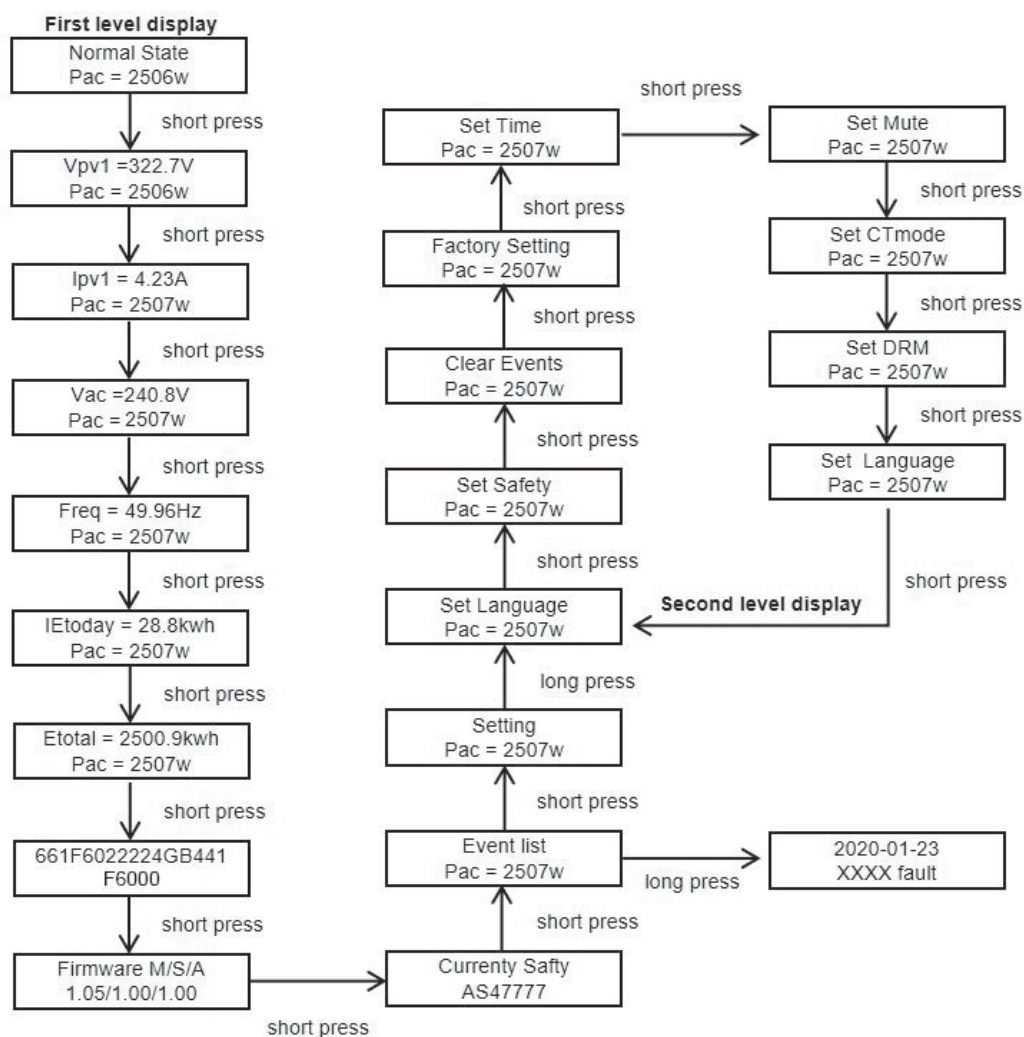 First level display
Normal State
Pac = 2506w
short press
Vpv1 =322.7V
Pac = 2506w
short press
Ipv1 = 4.23A
Pac = 2507w
short press
Vac =240.8V
Pac = 2507w
short press
Freq = 49.96Hz
Pac = 2507w
short press
IEtoday = 28.8kwh
Pac = 2507w
short press
Etotal = 2500.9kwh
Pac = 2507w
short press
661F6022224GB441
F6000
short press
Firmware M/S/A
1.05/1.00/1.00
short press
Currenty Safty
AS47777
short press
Event list
Pac = 2507w
long press
2020-01-23
XXXX fault
short press
Setting
Pac = 2507w
long press
Set Language
Pac = 2507w
short press
Set Safety
Pac = 2507w
short press
Clear Events
Pac = 2507w
short press
Factory Setting
Pac = 2507w
short press
Set Time
Pac = 2507w
short press
Set Mute
Pac = 2507w
short press
Set CTmode
Pac = 2507w
short press
Set DRM
Pac = 2507w
short press
Set Language
Pac = 2507w
short press
Second level display